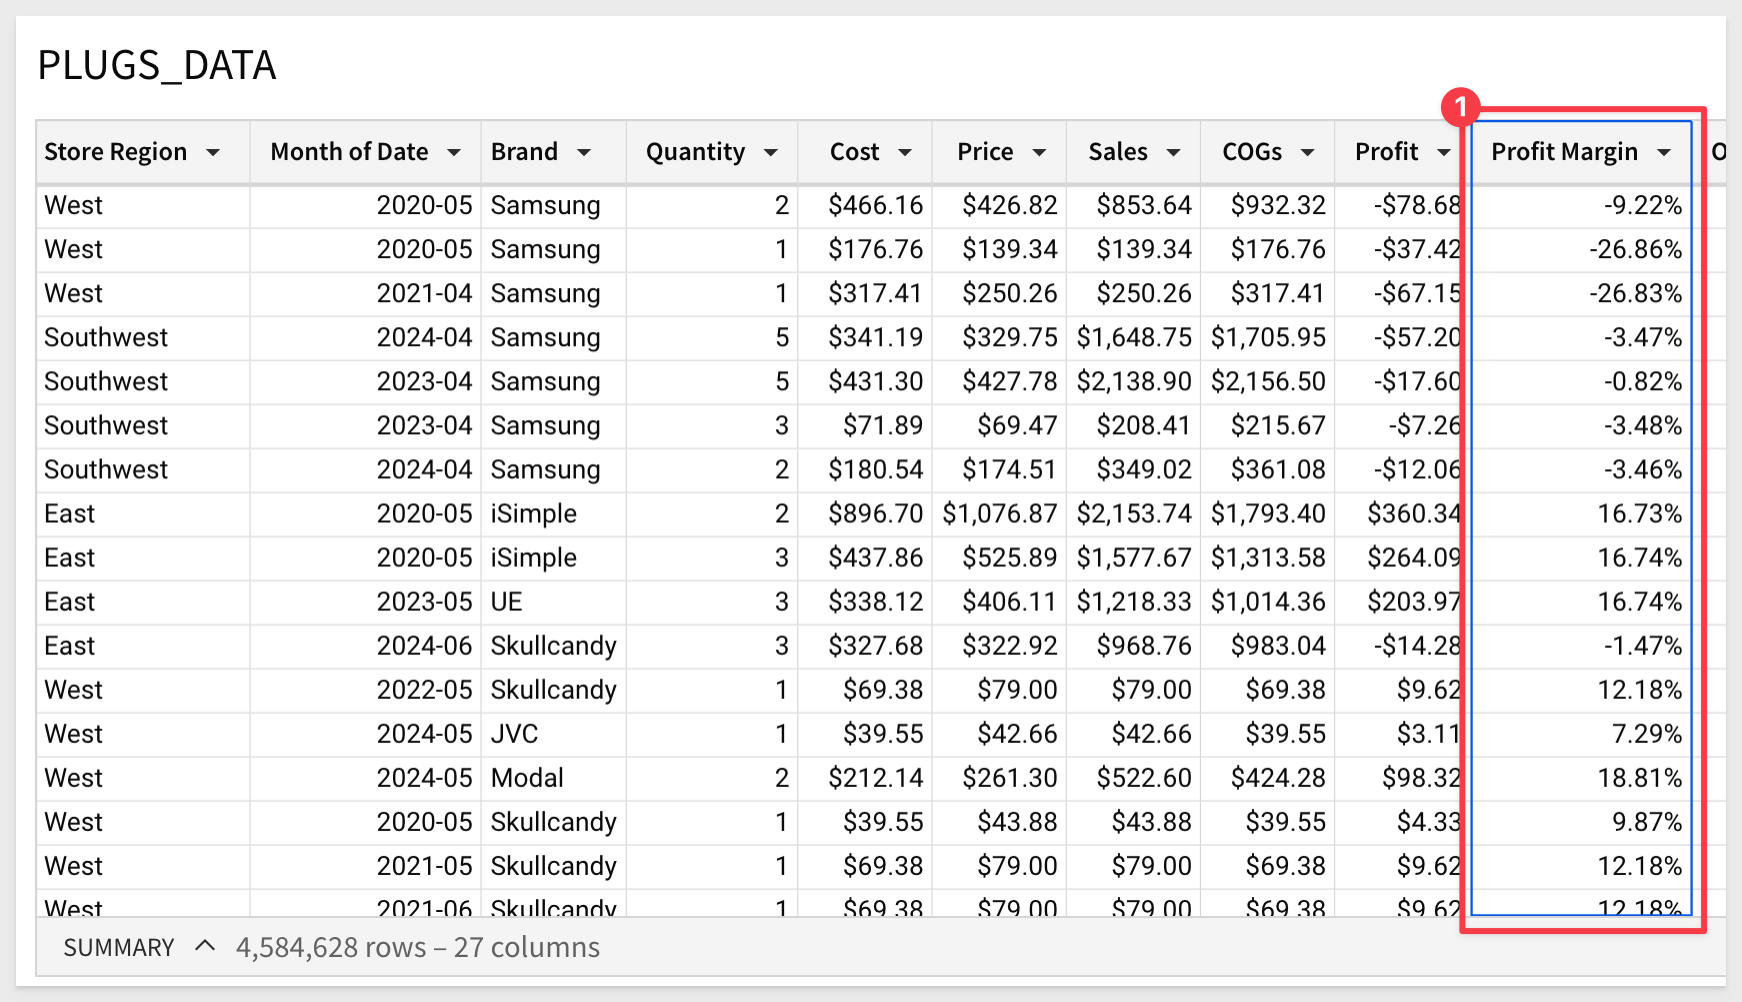 PLUGS_DATA
1
Store Region Month of Date Brand Quantity Cost Price Sales COGs Profit Profit Margin
West 2020-05 Samsung 2 $466.16 $426.82 $853.64 $932.32 -$78.68 -9.22%
West 2020-05 Samsung 1 $176.76 $139.34 $139.34 $176.76 -$37.42 -26.86%
West 2021-04 Samsung 1 $317.41 $250.26 $250.26 $317.41 -$67.15 -26.83%
Southwest 2024-04 Samsung 5 $341.19 $329.75 $1,648.75 $1,705.95 -$57.20 -3.47%
Southwest 2023-04 Samsung 5 $431.30 $427.78 $2,138.90 $2,156.50 -$17.60 -0.82%
Southwest 2023-04 Samsung 3 $71.89 $69.47 $208.41 $215.67 -$7.26 -3.48%
Southwest 2024-04 Samsung 2 $180.54 $174.51 $349.02 $361.08 -$12.06 -3.46%
East 2020-05 iSimple 2 $896.70 $1,076.87 $2,153.74 $1,793.40 $360.34 16.73%
East 2020-05 iSimple 3 $437.86 $525.89 $1,577.67 $1,313.58 $264.09 16.74%
East 2023-05 UE 3 $338.12 $406.11 $1,218.33 $1,014.36 $203.97 16.74%
East 2024-06 Skullcandy 3 $327.68 $322.92 $968.76 $983.04 -$14.28 -1.47%
West 2022-05 Skullcandy 1 $69.38 $79.00 $79.00 $69.38 $9.62 12.18%
West 2024-05 JVC 1 $39.55 $42.66 $42.66 $39.55 $3.11 7.29%
West 2024-05 Modal 2 $212.14 $261.30 $522.60 $424.28 $98.32 18.81%
West 2020-05 Skullcandy 1 $39.55 $43.88 $43.88 $39.55 $4.33 9.87%
West 2021-05 Skullcandy 1 $69.38 $79.00 $79.00 $69.38 $9.62 12.18%
West 2021-06 Skullcandy 1 $69.38 $79.00 $79.00 $69.38 $9.62 12.18%
SUMMARY 4,584,628 rows – 27 columns